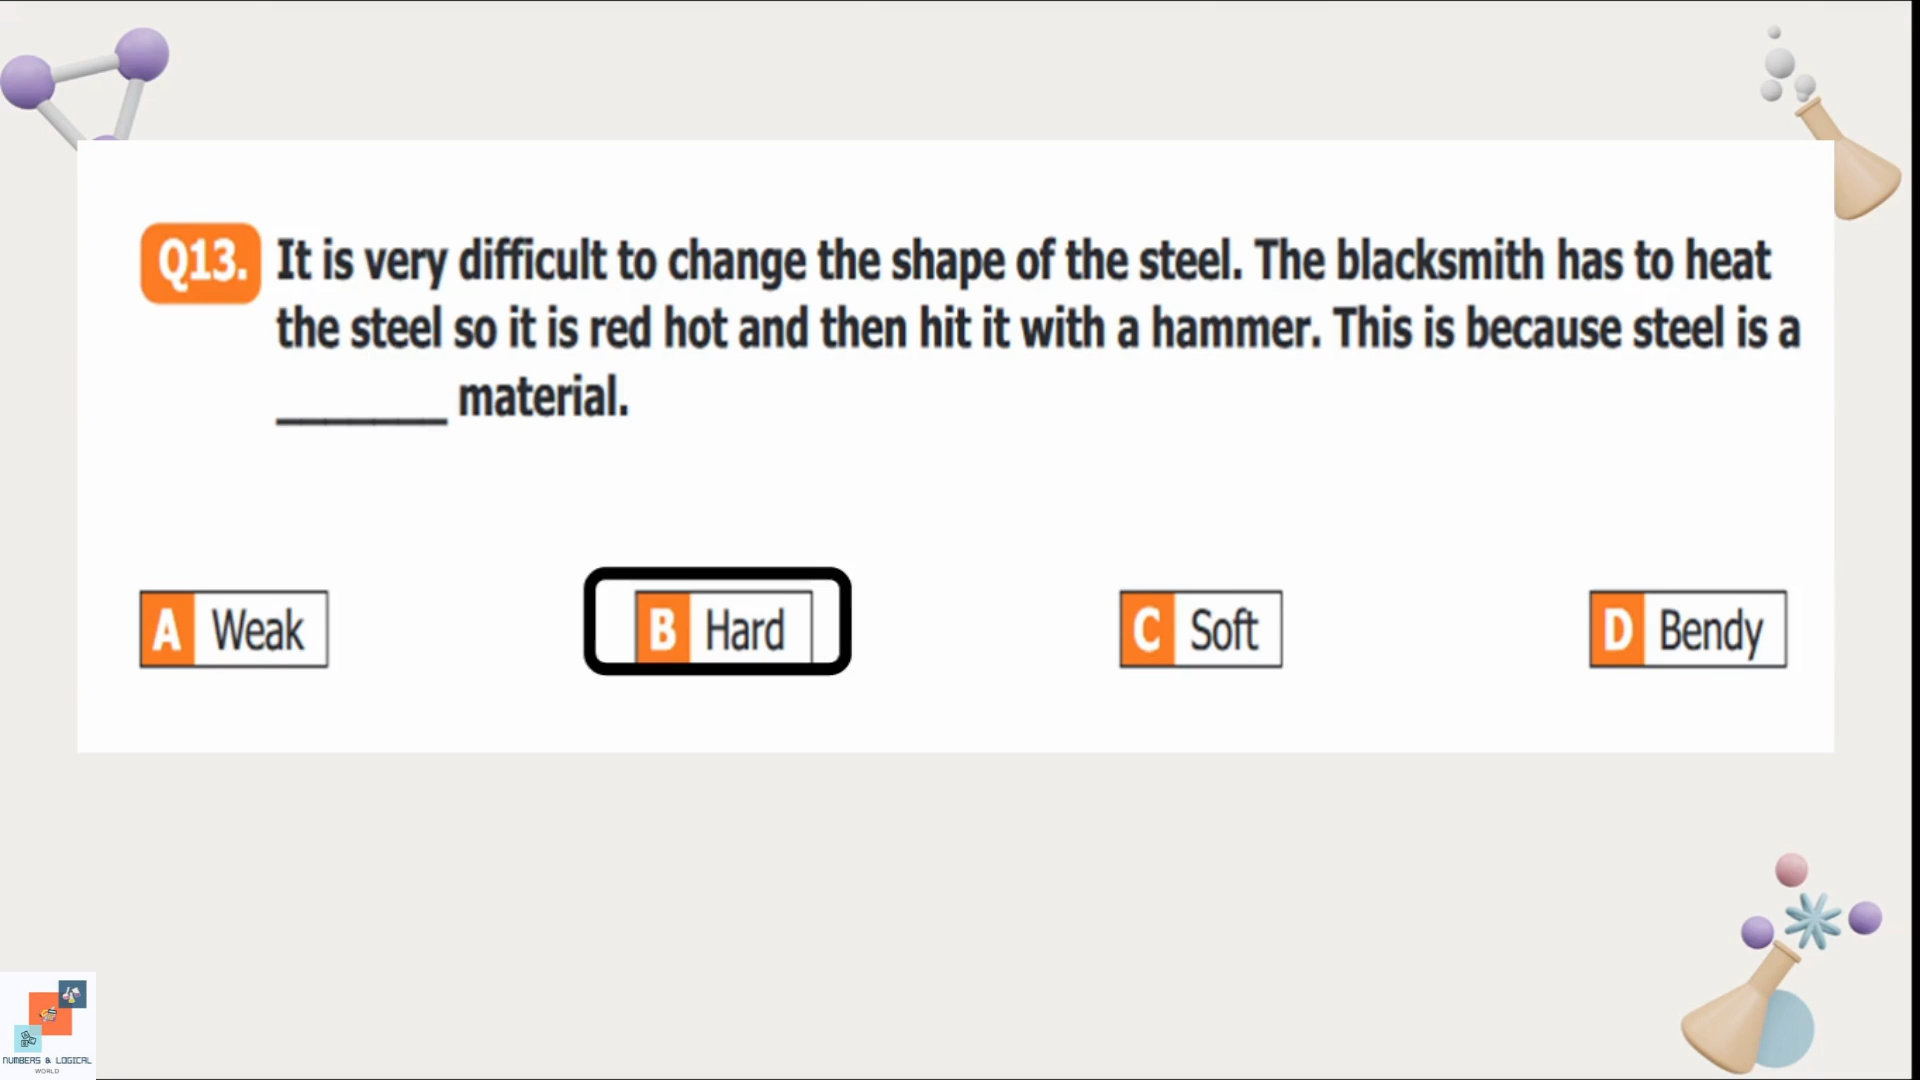 Q13. It is very difficult to change the shape of the steel. The blacksmith has to heat
the steel so it is red hot and then hit it with a hammer. This is because steel is a
_______ material.
A Weak
B Hard
C Soft
D Bendy
NUMBERS & LOGICAL
WORLD